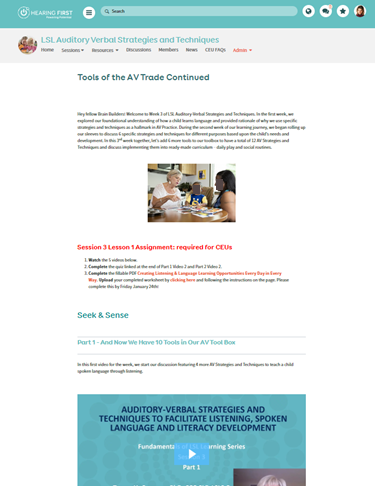 HEARING FIRST
Search
LSL Auditory Verbal Strategies and Techniques
Home Sessions Resources Discussions Members News CEU FAQs Admin
Tools of the AV Trade Continued
Hey fellow Brain Builders! Welcome to Week 3 of LSL Auditory Verbal Strategies and Techniques. In the first week, we
explored our foundational understanding of how a child learns language and provided rationale of why we use specific
strategies and techniques as a hallmark in AV Practice. During the second week of our learning journey, we began rolling up
our sleeves to discuss 6 specific strategies and techniques for different purposes based upon the child's needs and
development. In this 3rd week together, let's add 6 more tools to our toolbox to have a total of 12 AV Strategies and
Techniques and discuss implementing them into ready-made curriculum - daily play and social routines.
Session 3 Lesson 1 Assignment: required for CEUs
1. Watch the 5 videos below.
2. Complete the quiz linked at the end of Part 1 Video 2 and Part 2 Video 2.
3. Complete the fillable PDF Creating Listening & Language Learning Opportunities Every Day in Every
Way. Upload your completed worksheet by clicking here and following the instructions on the page. Please
complete this by Friday January 24th!
Seek & Sense
Part 1 - And Now We Have 10 Tools in Our AV Tool Box
In this first video for the week, we start our discussion featuring 4 more AV Strategies and Techniques to teach a child
spoken language through listening.
AUDITORY-VERBAL STRATEGIES AND
TECHNIQUES TO FACILITATE LISTENING, SPOKEN
LANGUAGE AND LITERACY DEVELOPMENT
Fundamentals of LSL Learning Series
Part 1